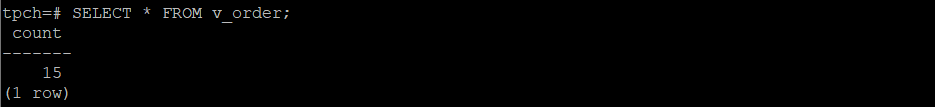 tpch=# SELECT * FROM v_order;
 count
-------
    15
(1 row)